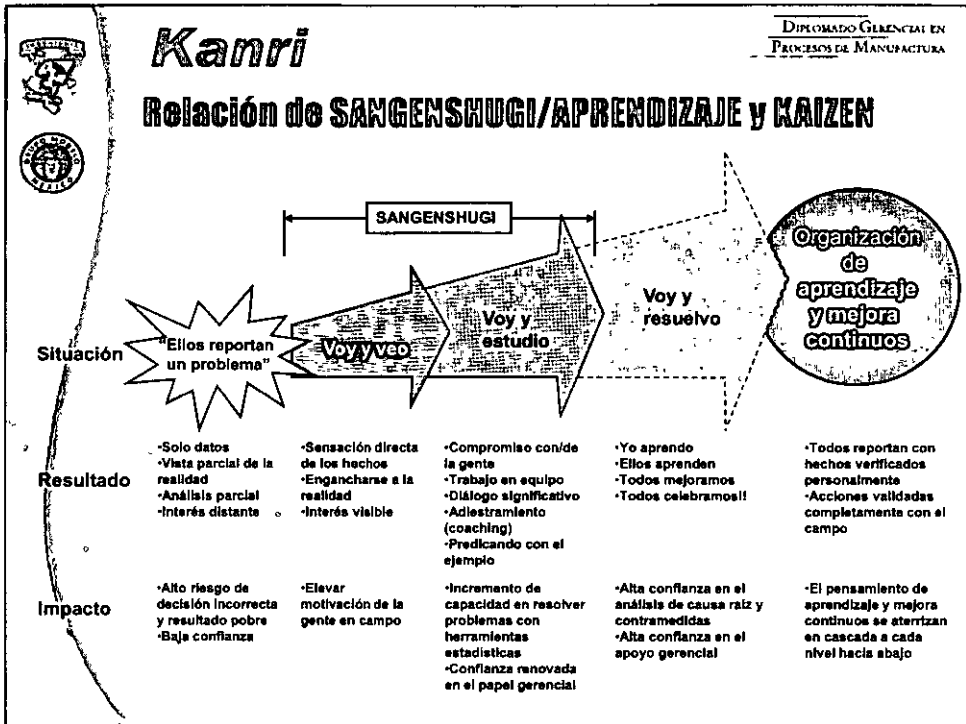 Kanri
DIPLOMADO GERENCIAL EN
PROCESOS DE MANUFACTURA
Relación de SANGENSHUGI/APRENDIZAJE y KAIZEN
GRUPO MODELO
MEXICO
SANGENSHUGI
Situación
"Ellos reportan
un problema"
Voy y veo
Voy y
estudio
Voy y
resuelvo
Organización
de
aprendizaje
y mejora
continuos
Resultado
•Solo datos
•Vista parcial de la
realidad
•Análisis parcial
•Interés distante
•Sensación directa
de los hechos
•Engancharse a la
realidad
•Interés visible
•Compromiso con/de
la gente
•Trabajo en equipo
•Diálogo significativo
•Adiestramiento
(coaching)
•Predicando con el
ejemplo
•Yo aprendo
•Ellos aprenden
•Todos mejoramos
•Todos celebramos!!
•Todos reportan con
hechos verificados
personalmente
•Acciones validadas
completamente con el
campo
Impacto
•Alto riesgo de
decisión incorrecta
y resultado pobre
•Baja confianza
•Elevar
motivación de la
gente en campo
•Incremento de
capacidad en resolver
problemas con
herramientas
estadísticas
•Confianza renovada
en el papel gerencial
•Alta confianza en el
análisis de causa raíz y
contramedidas
•Alta confianza en el
apoyo gerencial
•El pensamiento de
aprendizaje y mejora
continuos se aterrizan
en cascada a cada
nivel hacia abajo